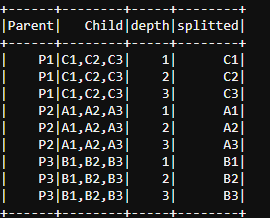 +------+--------+-----+--------+
|Parent|   Child|depth|splitted|
+------+--------+-----+--------+
|    P1|C1,C2,C3|    1|      C1|
|    P1|C1,C2,C3|    2|      C2|
|    P1|C1,C2,C3|    3|      C3|
|    P2|A1,A2,A3|    1|      A1|
|    P2|A1,A2,A3|    2|      A2|
|    P2|A1,A2,A3|    3|      A3|
|    P3|B1,B2,B3|    1|      B1|
|    P3|B1,B2,B3|    2|      B2|
|    P3|B1,B2,B3|    3|      B3|
+------+--------+-----+--------+